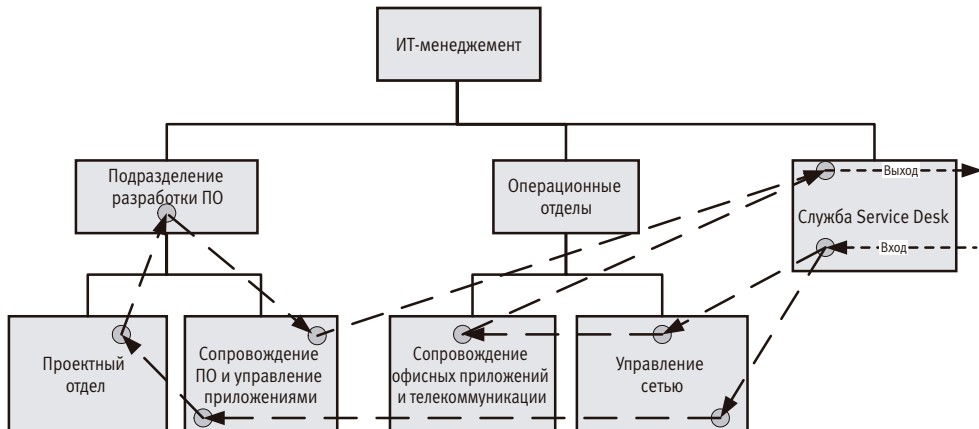 ИТ-менеджемент
Подразделение
разработки ПО
Операционные
отделы
Выход
Служба Service Desk
Вход
Проектный
отдел
Сопровождение
ПО и управление
приложениями
Сопровождение
офисных приложений
и телекоммуникации
Управление
сетью